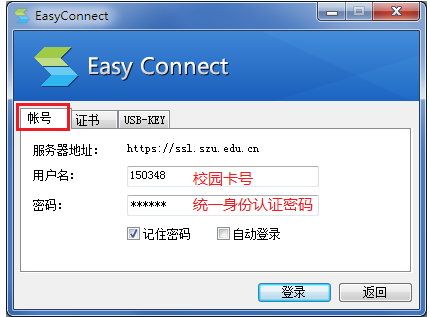 EasyConnect
Easy Connect
帐号 证书 USB-KEY
服务器地址： https://ssl.szu.edu.cn
用户名： 150348 校园卡号
密码： ****** 统一身份认证密码
记住密码 自动登录
登录 返回